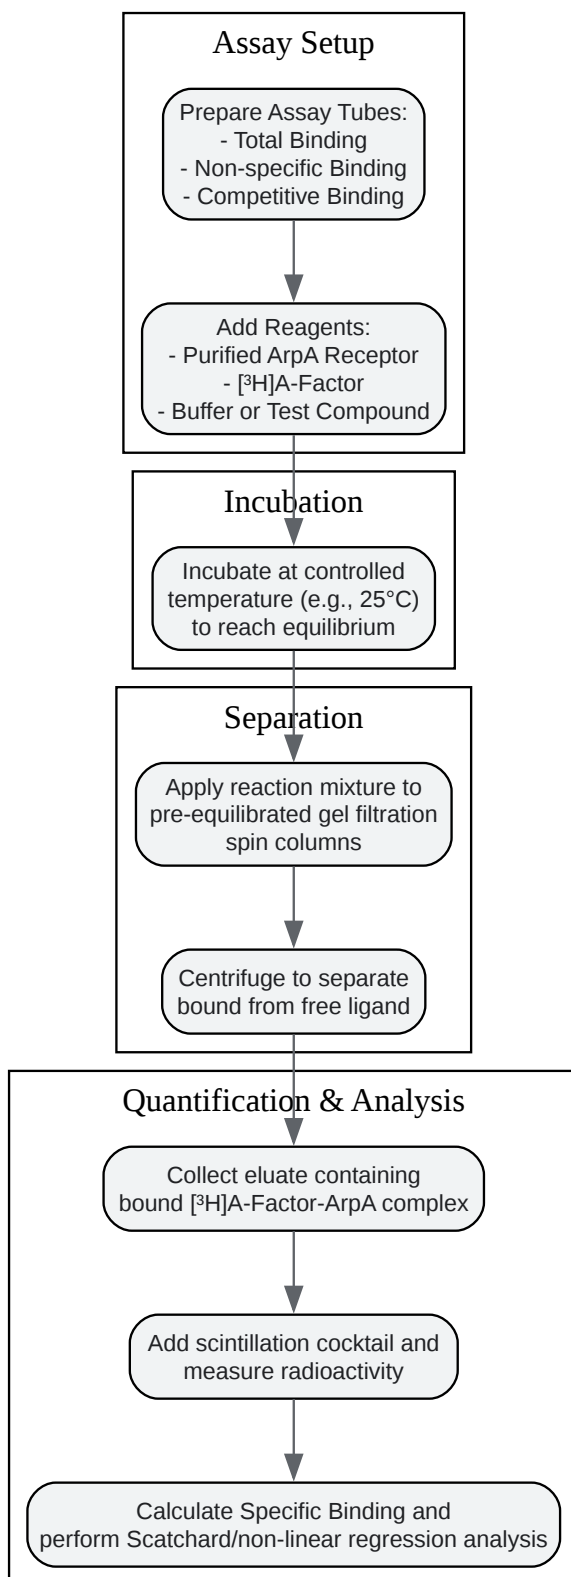 Assay Setup
Prepare Assay Tubes:
- Total Binding
- Non-specific Binding
- Competitive Binding
Add Reagents:
- Purified ArpA Receptor
- [³H]A-Factor
- Buffer or Test Compound
Incubation
Incubate at controlled
temperature (e.g., 25°C)
to reach equilibrium
Separation
Apply reaction mixture to
pre-equilibrated gel filtration
spin columns
Centrifuge to separate
bound from free ligand
Quantification & Analysis
Collect eluate containing
bound [³H]A-Factor-ArpA complex
Add scintillation cocktail and
measure radioactivity
Calculate Specific Binding and
perform Scatchard/non-linear regression analysis